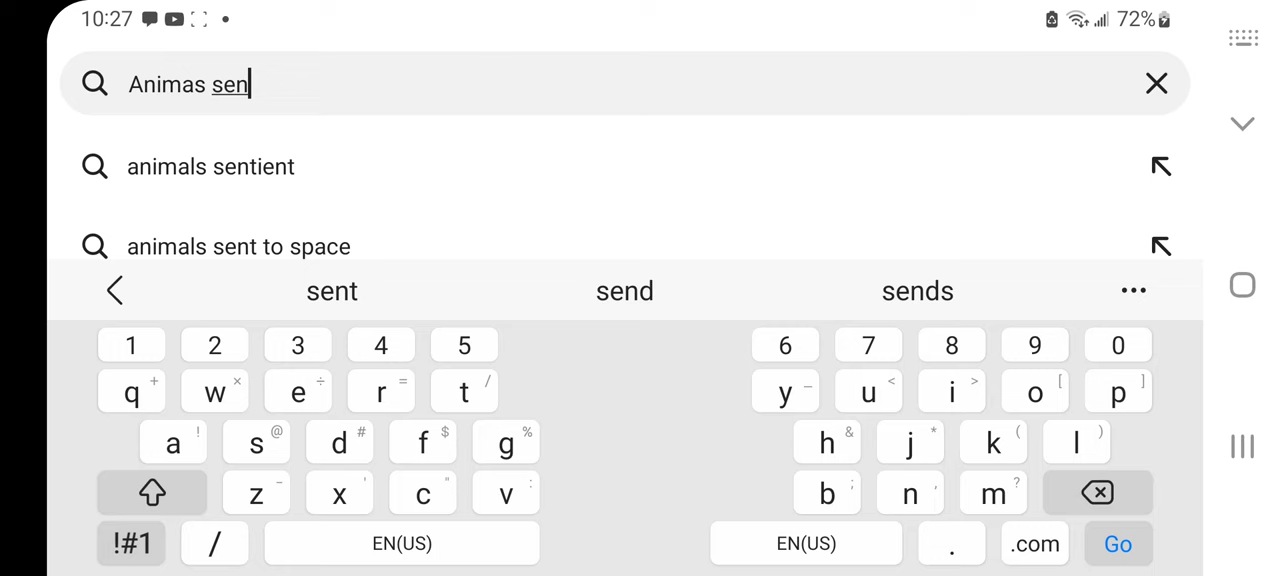 10:27 72%
Animas sen
animals sentient
animals sent to space
sent send sends
1 2 3 4 5 6 7 8 9 0
q + w × e ÷ r = t / y _ u < i > o [ p ]
a ! s @ d # f $ g % h & j * k ( l )
z - x ' c " v : b ; n , m ?
!#1 / EN(US) EN(US) . .com Go